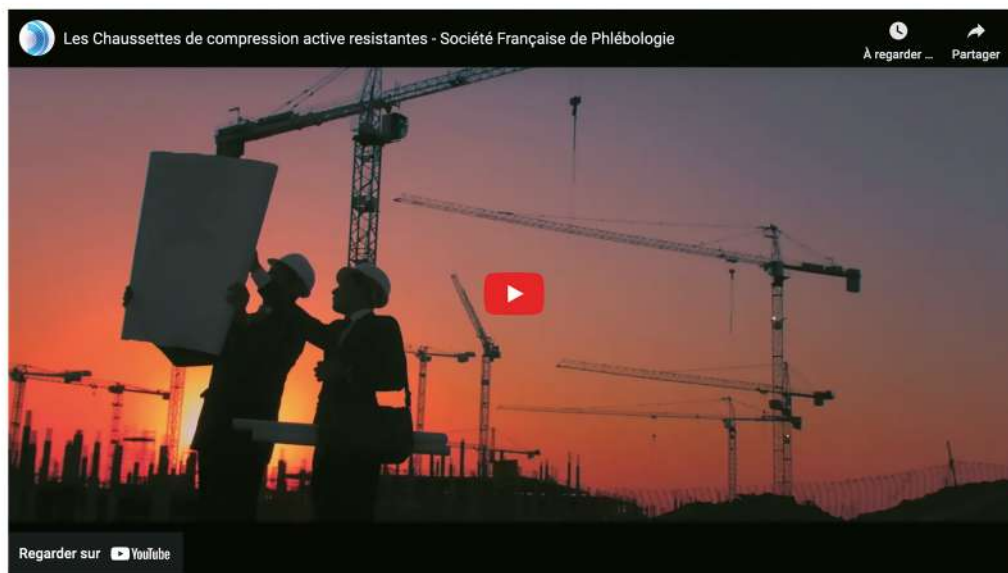 Les Chaussettes de compression active resistantes - Société Française de Phlébologie
À regarder ...
Partager
Regarder sur YouTube